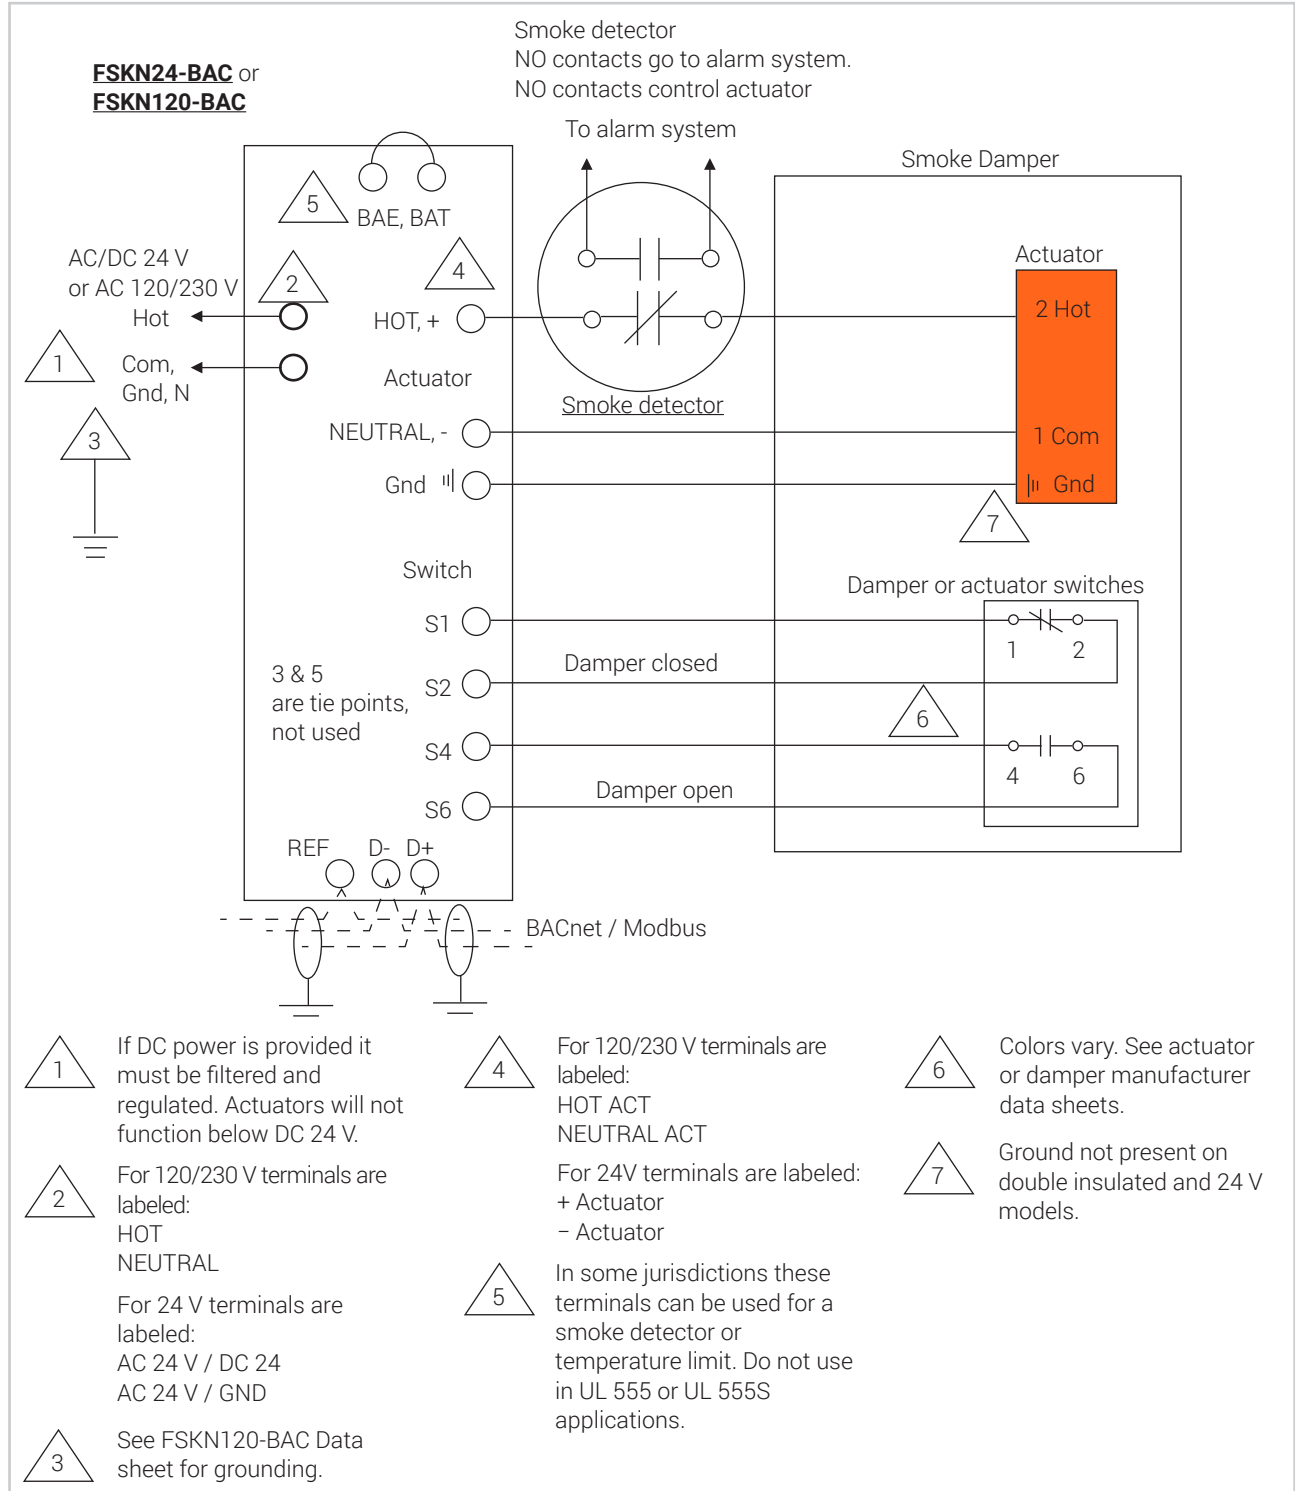 Smoke detector
NO contacts go to alarm system.
NO contacts control actuator
FSKN24-BAC or
FSKN120-BAC
To alarm system
Smoke Damper
5
BAE, BAT
AC/DC 24 V
or AC 120/230 V
2
4
Actuator
Hot
HOT, +
2 Hot
1
Com,
Gnd, N
Actuator
Smoke detector
3
NEUTRAL, -
1 Com
Gnd
Gnd
7
Switch
Damper or actuator switches
S1
1 2
Damper closed
3 & 5
are tie points,
not used
S2
6
S4
4 6
Damper open
S6
REF D- D+
BACnet / Modbus
1
If DC power is provided it
must be filtered and
regulated. Actuators will not
function below DC 24 V.
2
For 120/230 V terminals are
labeled:
HOT
NEUTRAL
For 24 V terminals are
labeled:
AC 24 V / DC 24
AC 24 V / GND
3
See FSKN120-BAC Data
sheet for grounding.
4
For 120/230 V terminals are
labeled:
HOT ACT
NEUTRAL ACT
For 24V terminals are labeled:
+ Actuator
– Actuator
5
In some jurisdictions these
terminals can be used for a
smoke detector or
temperature limit. Do not use
in UL 555 or UL 555S
applications.
6
Colors vary. See actuator
or damper manufacturer
data sheets.
7
Ground not present on
double insulated and 24 V
models.